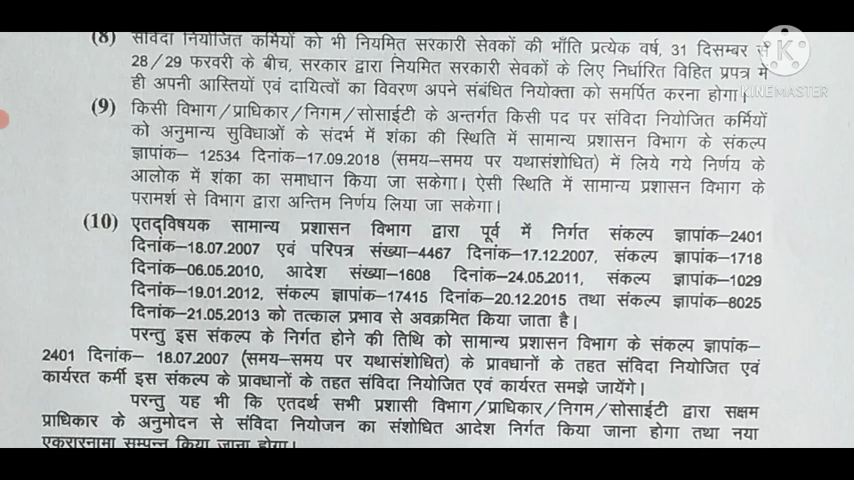 (8) संविदा नियोजित कर्मियों को भी नियमित सरकारी सेवकों की भाँति प्रत्येक वर्ष, 31 दिसम्बर से
28/29 फरवरी के बीच, सरकार द्वारा नियमित सरकारी सेवकों के लिए निर्धारित विहित प्रपत्र में
ही अपनी आस्तियों एवं दायित्वों का विवरण अपने संबंधित नियोक्ता को समर्पित करना होगा।
KINEMASTER
(9) किसी विभाग/प्राधिकार/निगम/सोसाईटी के अन्तर्गत किसी पद पर संविदा नियोजित कर्मियों
को अनुमान्य सुविधाओं के संदर्भ में शंका की स्थिति में सामान्य प्रशासन विभाग के संकल्प
ज्ञापांक– 12534 दिनांक–17.09.2018 (समय–समय पर यथासंशोधित) में लिये गये निर्णय के
आलोक में शंका का समाधान किया जा सकेगा। ऐसी स्थिति में सामान्य प्रशासन विभाग के
परामर्श से विभाग द्वारा अन्तिम निर्णय लिया जा सकेगा।
(10) एतद्विषयक सामान्य प्रशासन विभाग द्वारा पूर्व में निर्गत संकल्प ज्ञापांक–2401
दिनांक–18.07.2007 एवं परिपत्र संख्या–4467 दिनांक–17.12.2007, संकल्प ज्ञापांक–1718
दिनांक–06.05.2010, आदेश संख्या–1608 दिनांक–24.05.2011, संकल्प ज्ञापांक–1029
दिनांक–19.01.2012, संकल्प ज्ञापांक–17415 दिनांक–20.12.2015 तथा संकल्प ज्ञापांक–8025
दिनांक–21.05.2013 को तत्काल प्रभाव से अवक्रमित किया जाता है।
परन्तु इस संकल्प के निर्गत होने की तिथि को सामान्य प्रशासन विभाग के संकल्प ज्ञापांक–
2401 दिनांक– 18.07.2007 (समय–समय पर यथासंशोधित) के प्रावधानों के तहत संविदा नियोजित एवं
कार्यरत कर्मी इस संकल्प के प्रावधानों के तहत संविदा नियोजित एवं कार्यरत समझे जायेंगे।
परन्तु यह भी कि एतदर्थ सभी प्रशासी विभाग/प्राधिकार/निगम/सोसाईटी द्वारा सक्षम
प्राधिकार के अनुमोदन से संविदा नियोजन का संशोधित आदेश निर्गत किया जाना होगा तथा नया
एकरारनामा सम्पन्न किया जाना होगा।